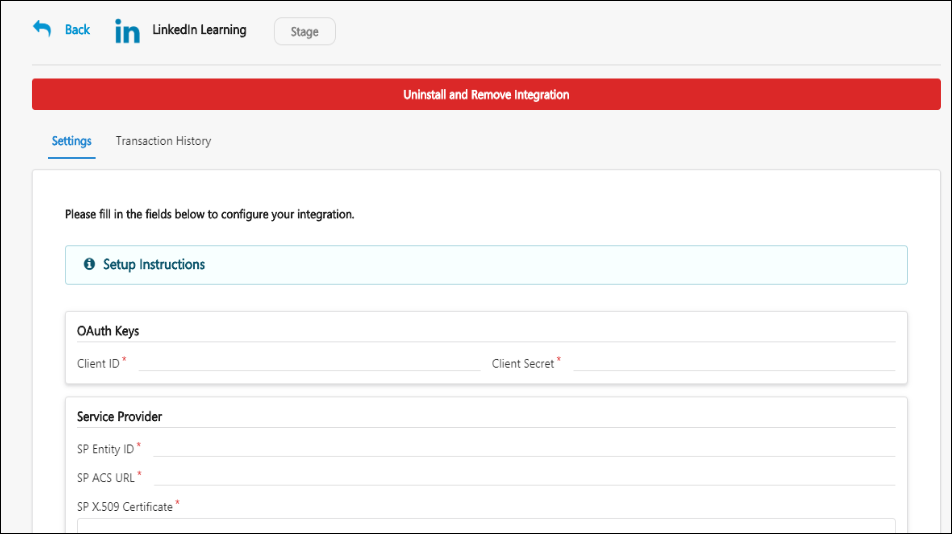 Back
in
LinkedIn Learning
Stage
Uninstall and Remove Integration
Settings
Transaction History
Please fill in the fields below to configure your integration.
Setup Instructions
OAuth Keys
Client ID *
Client Secret *
Service Provider
SP Entity ID *
SP ACS URL *
SP X.509 Certificate *